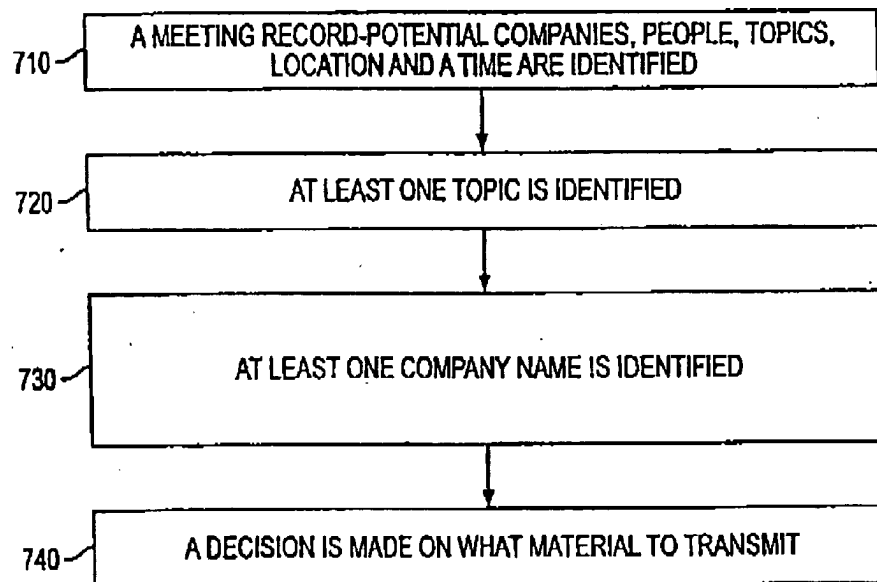 710
A MEETING RECORD-POTENTIAL COMPANIES, PEOPLE, TOPICS,
LOCATION AND A TIME ARE IDENTIFIED
720
AT LEAST ONE TOPIC IS IDENTIFIED
730
AT LEAST ONE COMPANY NAME IS IDENTIFIED
740
A DECISION IS MADE ON WHAT MATERIAL TO TRANSMIT